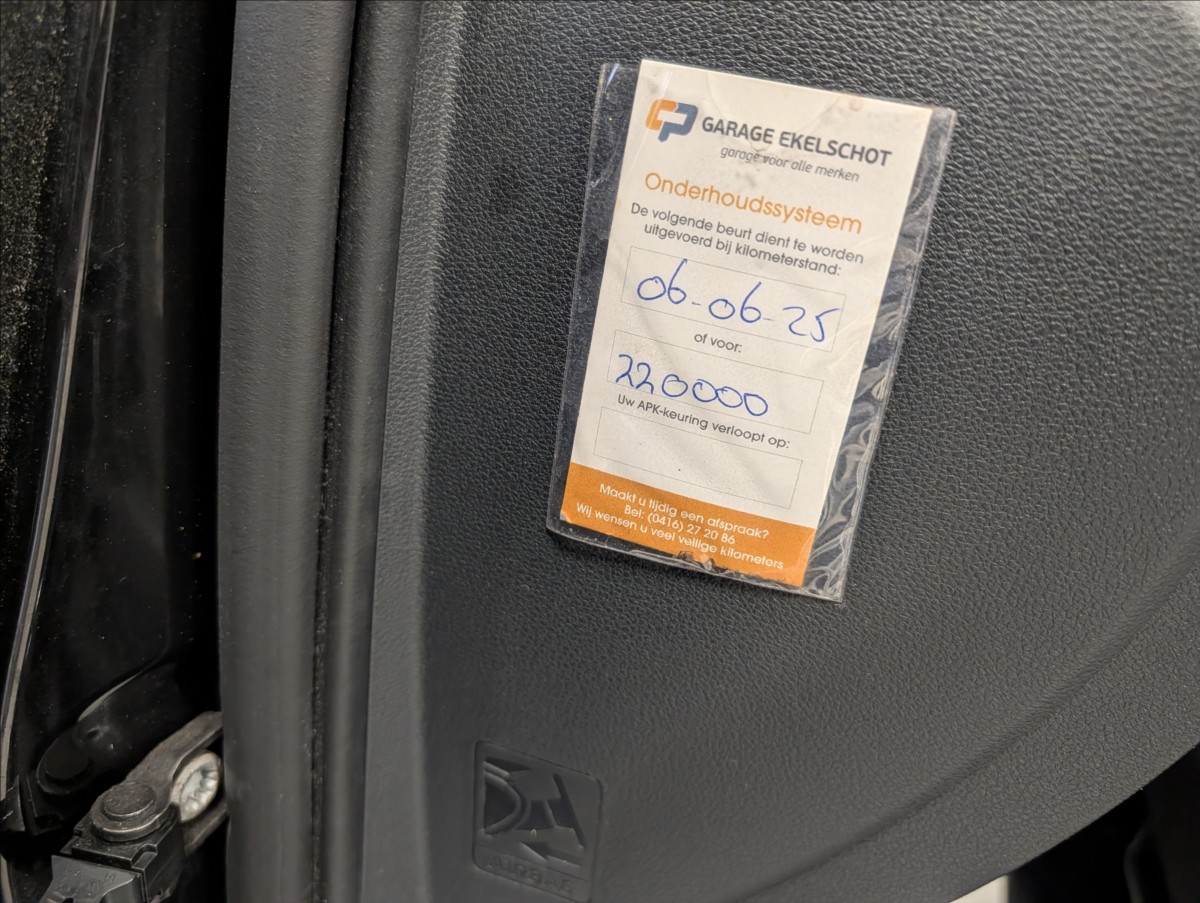 GARAGE EKELSCHOT
garage voor alle merken
Onderhoudssysteem
De volgende beurt dient te worden
uitgevoerd bij kilometerstand:
06-06-25
of voor:
220000
Uw APK-keuring verloopt op:
Maakt u tijdig een afspraak?
Bel: (0416) 27 20 86
Wij wensen u veel veilige kilometers
AIRBAG